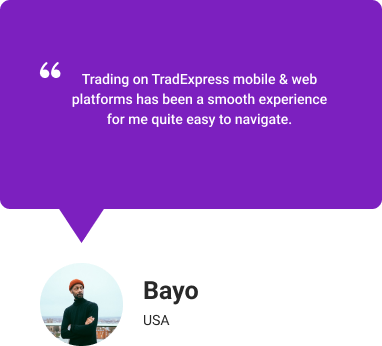 “
Trading on TradExpress mobile & web
platforms has been a smooth experience
for me quite easy to navigate.
Bayo
USA